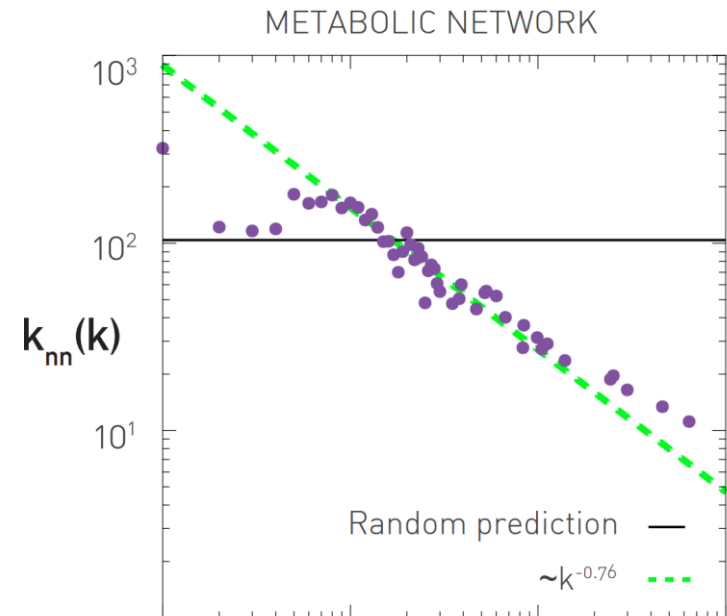 METABOLIC NETWORK
10³
10²
k_nn(k)
10¹
Random prediction
~k^-0.76